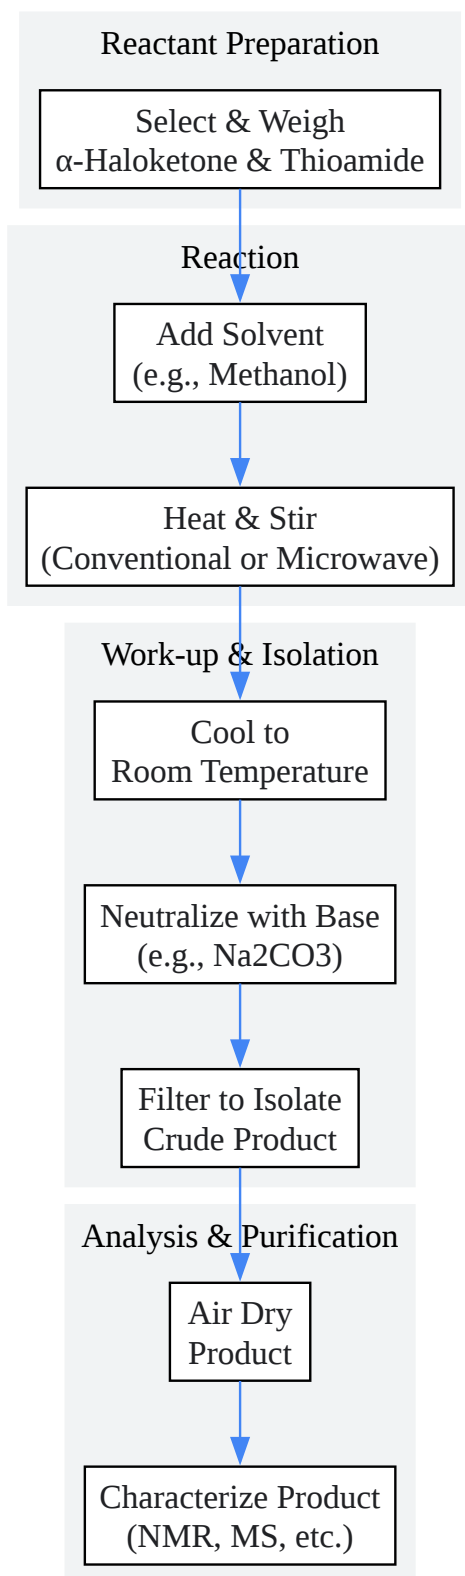 Reactant Preparation
Select & Weigh
α-Haloketone & Thioamide
Reaction
Add Solvent
(e.g., Methanol)
Heat & Stir
(Conventional or Microwave)
Work-up & Isolation
Cool to
Room Temperature
Neutralize with Base
(e.g., Na2CO3)
Filter to Isolate
Crude Product
Analysis & Purification
Air Dry
Product
Characterize Product
(NMR, MS, etc.)